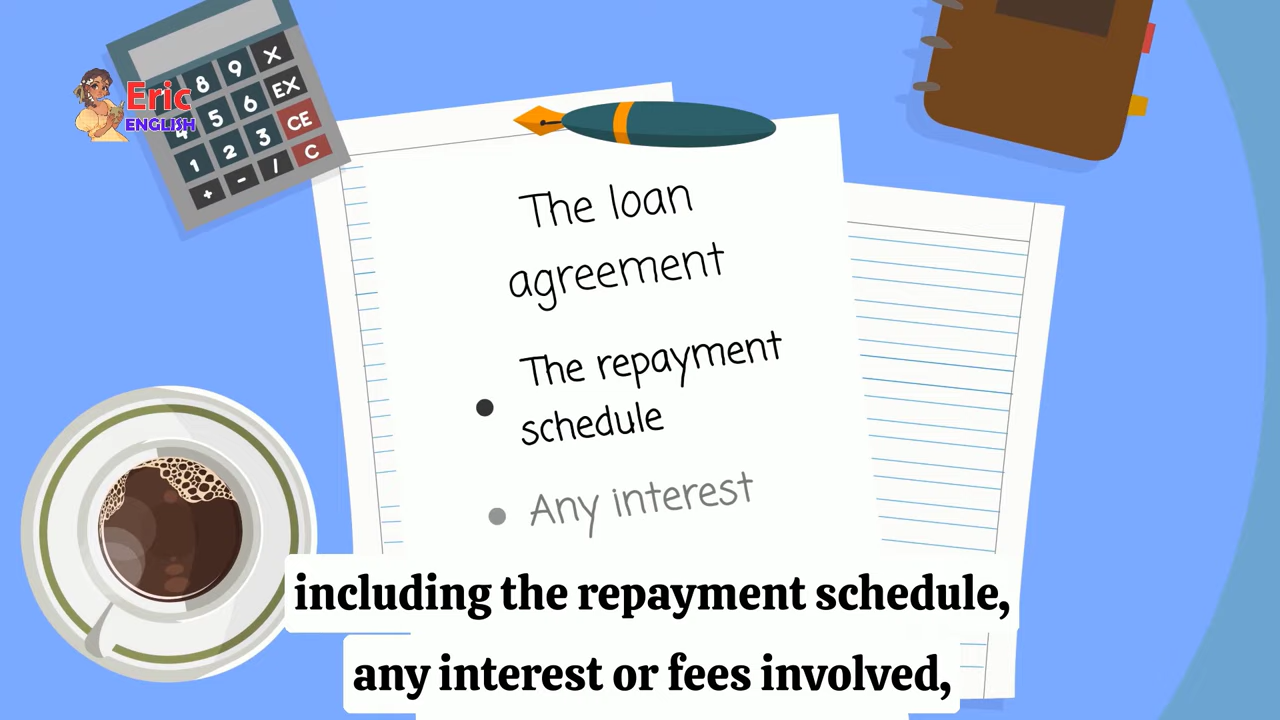 Eric
ENGLISH
8 9 X
4 5 6 EX
1 2 3 CE
+ - / C
The loan
agreement
The repayment
schedule
Any interest
including the repayment schedule,
any interest or fees involved,